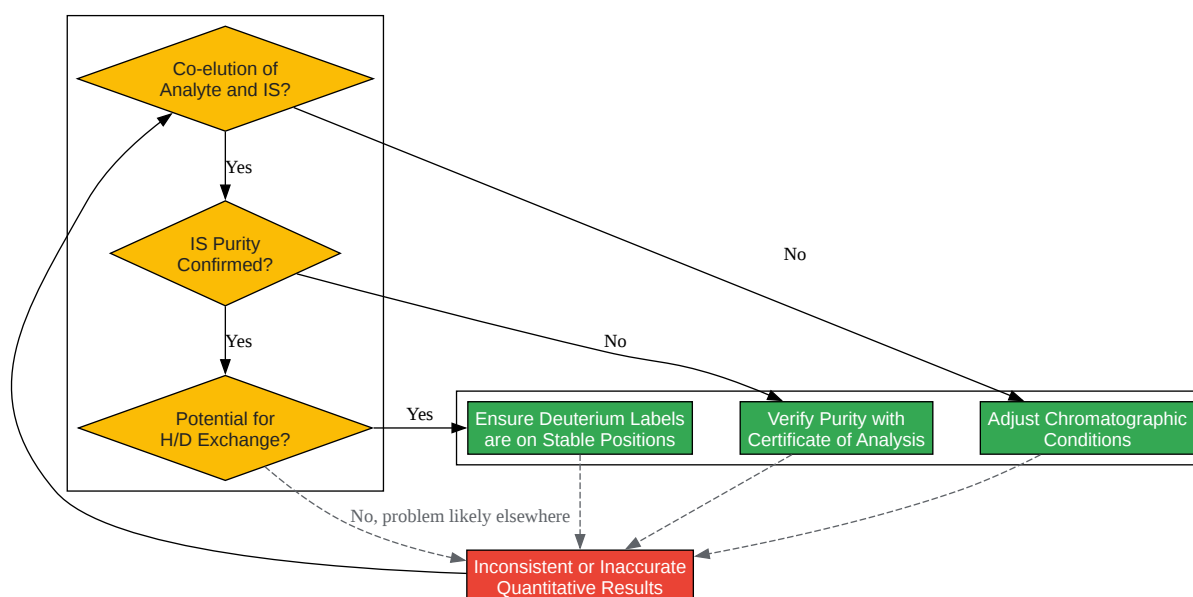 Co-elution of
Analyte and IS?
Yes
No
IS Purity
Confirmed?
Yes
No
Potential for
H/D Exchange?
Yes
Ensure Deuterium Labels
are on Stable Positions
Verify Purity with
Certificate of Analysis
Adjust Chromatographic
Conditions
No, problem likely elsewhere
Inconsistent or Inaccurate
Quantitative Results